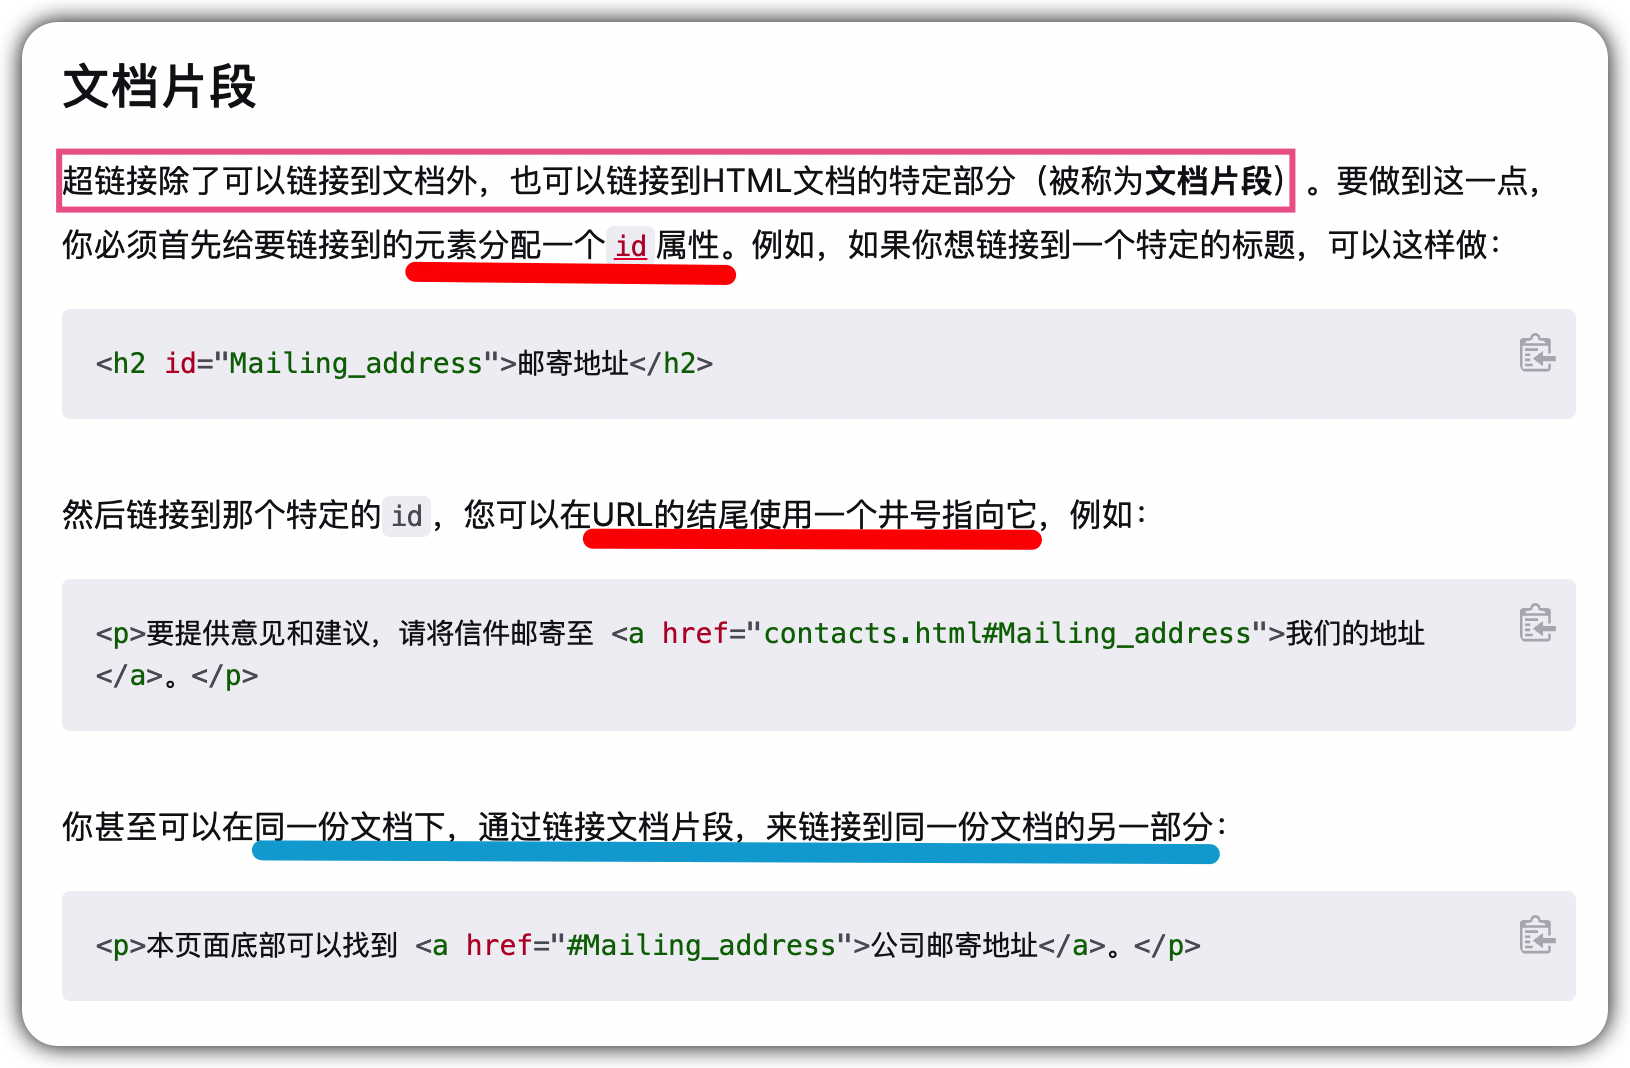 文档片段
超链接除了可以链接到文档外，也可以链接到HTML文档的特定部分（被称为文档片段）。要做到这一点，
你必须首先给要链接到的元素分配一个id属性。例如，如果你想链接到一个特定的标题，可以这样做：
<h2 id="Mailing_address">邮寄地址</h2>
然后链接到那个特定的id，您可以在URL的结尾使用一个井号指向它，例如：
<p>要提供意见和建议，请将信件邮寄至 <a href="contacts.html#Mailing_address">我们的地址
</a>。</p>
你甚至可以在同一份文档下，通过链接文档片段，来链接到同一份文档的另一部分：
<p>本页面底部可以找到 <a href="#Mailing_address">公司邮寄地址</a>。</p>